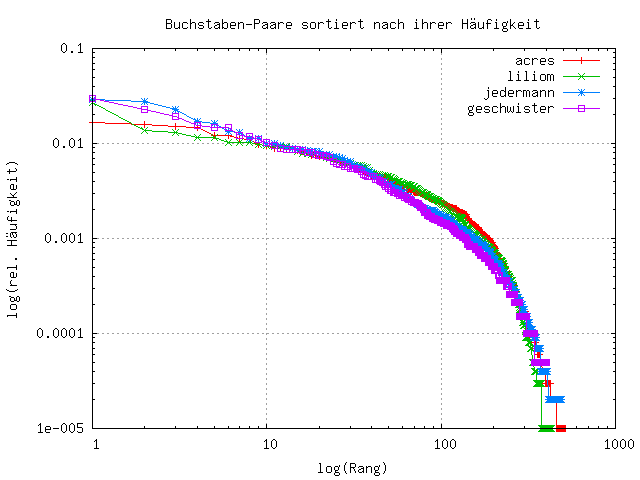 Buchstaben-Paare sortiert nach ihrer Häufigkeit
0.1
acres
liliom
jedermann
geschwister
0.01
log(rel. Häufigkeit)
0.001
0.0001
1e-005
1 10 100 1000
log(Rang)